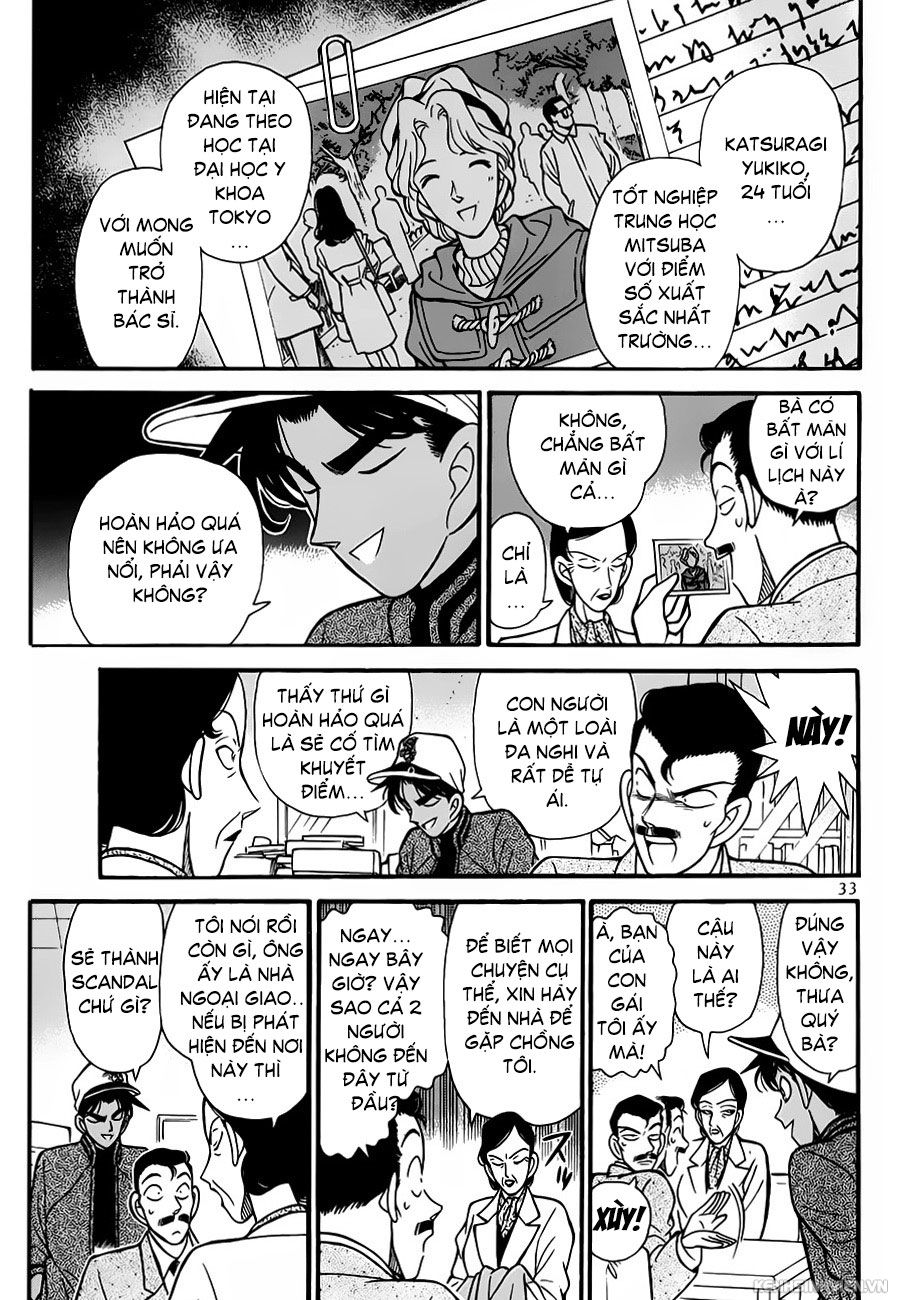 KATSURAGI
YUKIKO,
24 TUỔI
...
TỐT NGHIỆP
TRUNG HỌC
MITSUBA
VỚI ĐIỂM
SỐ XUẤT
SẮC NHẤT
TRƯỜNG...
HIỆN TẠI
ĐANG THEO
HỌC TẠI
ĐẠI HỌC Y
KHOA
TOKYO
...
VỚI MONG
MUỐN
TRỞ
THÀNH
BÁC SĨ.
BÀ CÓ
BẤT MÃN
GÌ VỚI LÍ
LỊCH NÀY
À?
KHÔNG,
CHẲNG BẤT
MÃN GÌ
CẢ...
CHỈ
LÀ
...
HOÀN HẢO QUÁ
NÊN KHÔNG ƯA
NỔI, PHẢI VẬY
KHÔNG?
NÀY!
CON NGƯỜI
LÀ MỘT LOÀI
ĐA NGHI VÀ
RẤT DỄ TỰ
ÁI.
THẤY THỨ GÌ
HOÀN HẢO QUÁ
LÀ SẼ CỐ TÌM
KHUYẾT
ĐIỂM...
33
ĐÚNG
VẬY
KHÔNG,
THƯA
QUÝ
BÀ?
CẬU
NÀY
LÀ AI
THẾ?
À, BẠN
CỦA
CON
GÁI
TÔI ẤY
MÀ!
XÙY!
ĐỂ BIẾT MỌI
CHUYỆN CỤ
THỂ, XIN HÃY
ĐẾN NHÀ ĐỂ
GẶP CHỒNG
TÔI.
NGAY...
NGAY BÂY
GIỜ? VẬY
SAO CẢ 2
NGƯỜI
KHÔNG ĐẾN
ĐÂY TỪ
ĐẦU?
TÔI NÓI RỒI
CÒN GÌ, ÔNG
ẤY LÀ NHÀ
NGOẠI GIAO..
NẾU BỊ PHÁT
HIỆN ĐẾN NƠI
NÀY THÌ
...
SẼ THÀNH
SCANDAL
CHỨ GÌ?